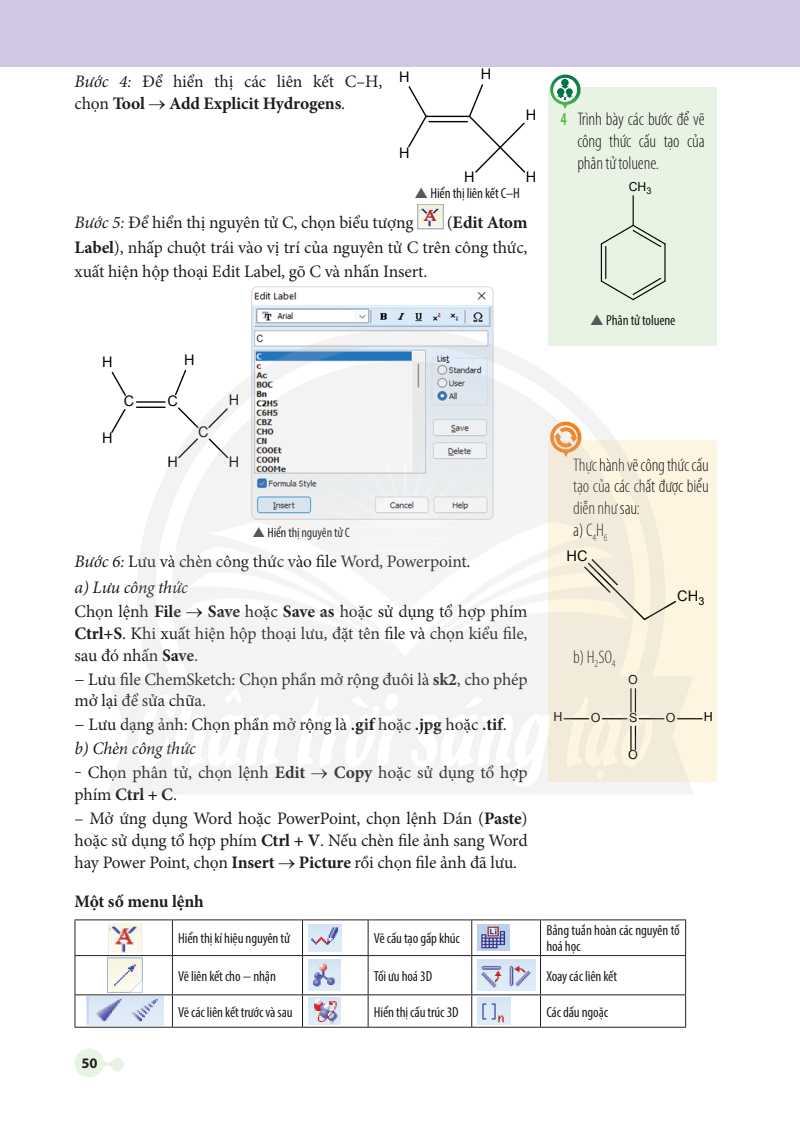 Bước 4: Để hiển thị các liên kết C–H,
chọn Tool → Add Explicit Hydrogens.
H
H
H
H
H
H
▲ Hiển thị liên kết C–H
Bước 5: Để hiển thị nguyên tử C, chọn biểu tượng A (Edit Atom
Label), nhấp chuột trái vào vị trí của nguyên tử C trên công thức,
xuất hiện hộp thoại Edit Label, gõ C và nhấn Insert.
H
H
C
C
H
H
C
H
H
Edit Label
Arial
B I U x² x₂ Ω
C
C
c
Ac
BOC
Bn
C2H5
C6H5
CBZ
CHO
CN
COOEt
COOH
COOMe
List
Standard
User
All
Save
Delete
Formula Style
Insert
Cancel
Help
▲ Hiển thị nguyên tử C
Bước 6: Lưu và chèn công thức vào file Word, Powerpoint.
a) Lưu công thức
Chọn lệnh File → Save hoặc Save as hoặc sử dụng tổ hợp phím
Ctrl+S. Khi xuất hiện hộp thoại lưu, đặt tên file và chọn kiểu file,
sau đó nhấn Save.
– Lưu file ChemSketch: Chọn phần mở rộng đuôi là sk2, cho phép
mở lại để sửa chữa.
– Lưu dạng ảnh: Chọn phần mở rộng là .gif hoặc .jpg hoặc .tif.
b) Chèn công thức
- Chọn phân tử, chọn lệnh Edit → Copy hoặc sử dụng tổ hợp
phím Ctrl + C.
– Mở ứng dụng Word hoặc PowerPoint, chọn lệnh Dán (Paste)
hoặc sử dụng tổ hợp phím Ctrl + V. Nếu chèn file ảnh sang Word
hay Power Point, chọn Insert → Picture rồi chọn file ảnh đã lưu.
4 Trình bày các bước để vẽ
công thức cấu tạo của
phân tử toluene.
CH₃
▲ Phân tử toluene
Thực hành vẽ công thức cấu
tạo của các chất được biểu
diễn như sau:
a) C₄H₆
HC
CH₃
b) H₂SO₄
O
H O S O H
O
Chân trời sáng tạo
Một số menu lệnh
A Hiển thị kí hiệu nguyên tử
Vẽ cấu tạo gấp khúc
Li Bảng tuần hoàn các nguyên tố
hoá học
Vẽ liên kết cho – nhận
Tối ưu hoá 3D
Xoay các liên kết
Vẽ các liên kết trước và sau
Hiển thị cấu trúc 3D
[ ]n Các dấu ngoặc
50